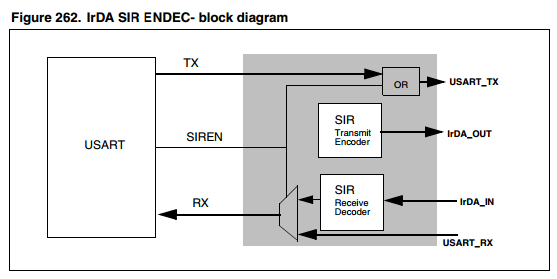 Figure 262. IrDA SIR ENDEC- block diagram
TX
OR
USART_TX
SIR
Transmit
Encoder
IrDA_OUT
USART
SIREN
SIR
Receive
Decoder
RX
IrDA_IN
USART_RX